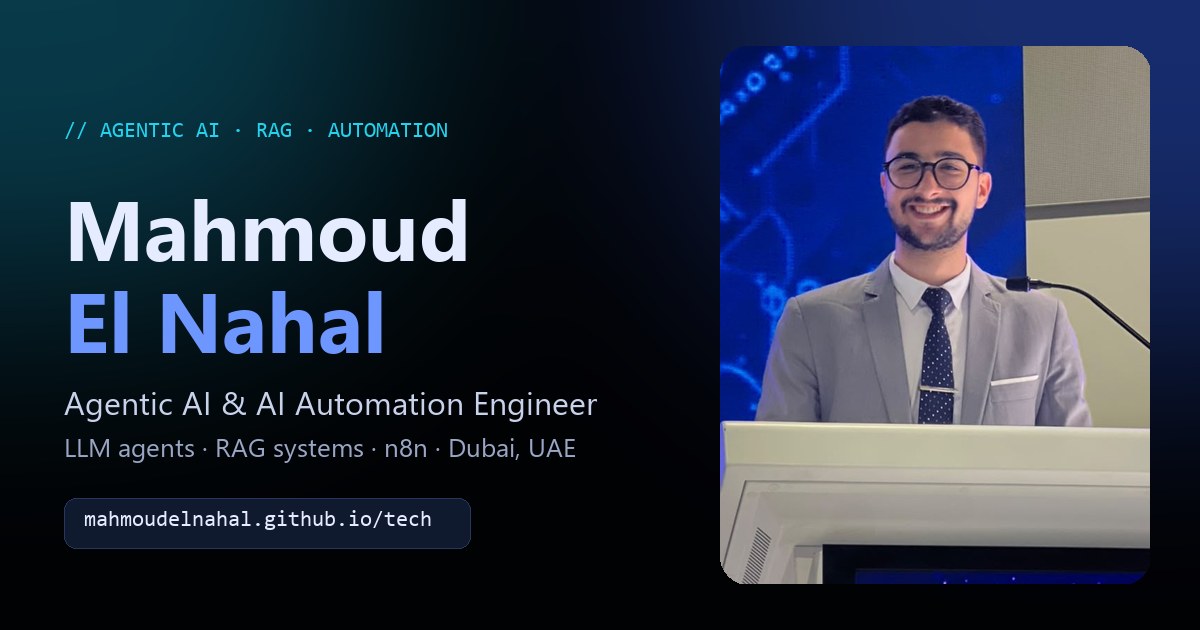 // AGENTIC AI · RAG · AUTOMATION
Mahmoud
El Nahal
Agentic AI & AI Automation Engineer
LLM agents · RAG systems · n8n · Dubai, UAE
mahmoudelnahal.github.io/tech